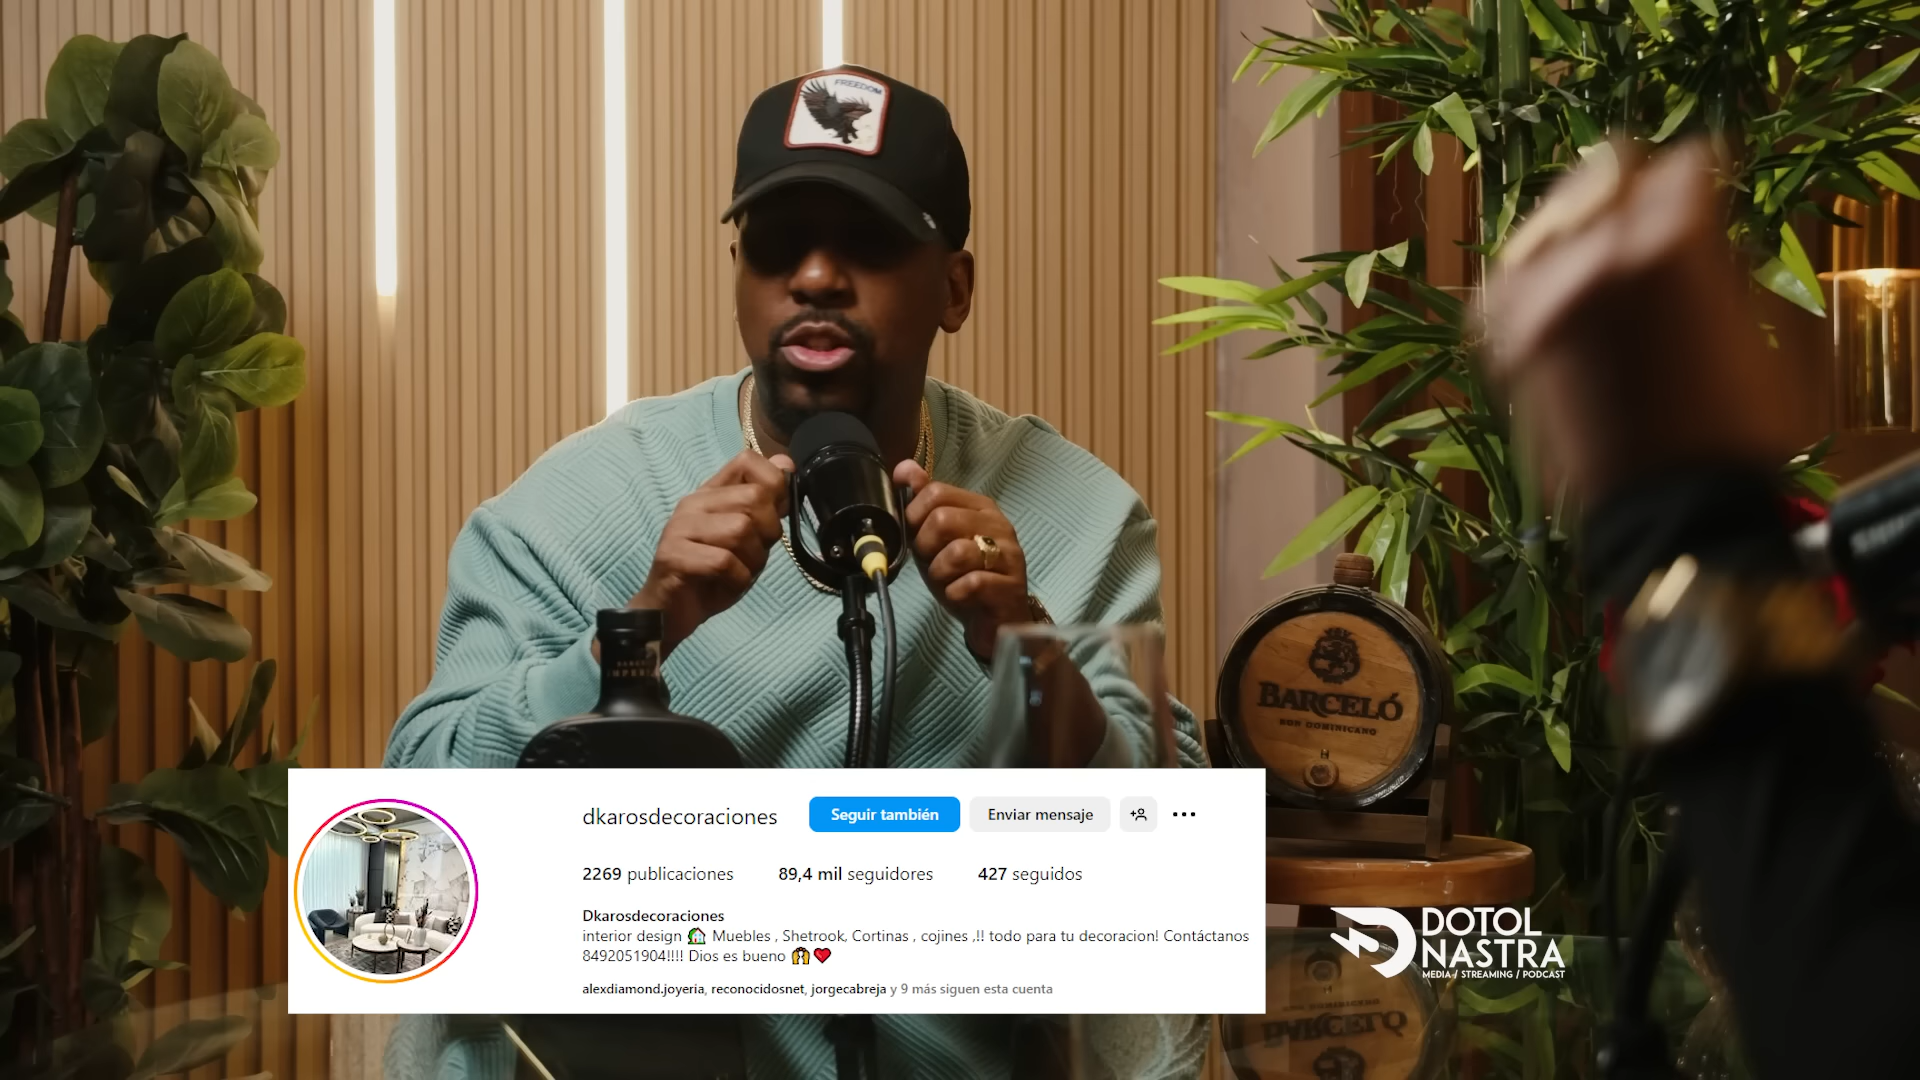 FREEDOM
IMPERIAL
BARCELÓ
RON DOMINICANO
dkarosdecoraciones Seguir también Enviar mensaje
2269 publicaciones 89,4 mil seguidores 427 seguidos
Dkarosdecoraciones
interior design 🏠 Muebles , Shetrook, Cortinas , cojines ,!! todo para tu decoracion! Contáctanos
8492051904!!!! Dios es bueno 🙌❤️
alexdiamond.joyeria, reconocidosnet, jorgecabreja y 9 más siguen esta cuenta
DOTOL
NASTRA
MEDIA / STREAMING / PODCAST